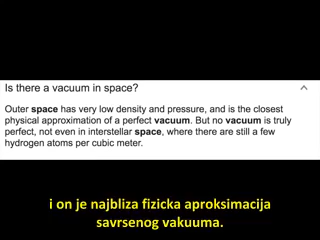 Is there a vacuum in space?
Outer space has very low density and pressure, and is the closest
physical approximation of a perfect vacuum. But no vacuum is truly
perfect, not even in interstellar space, where there are still a few
hydrogen atoms per cubic meter.
i on je najbliza fizicka aproksimacija
savrsenog vakuuma.